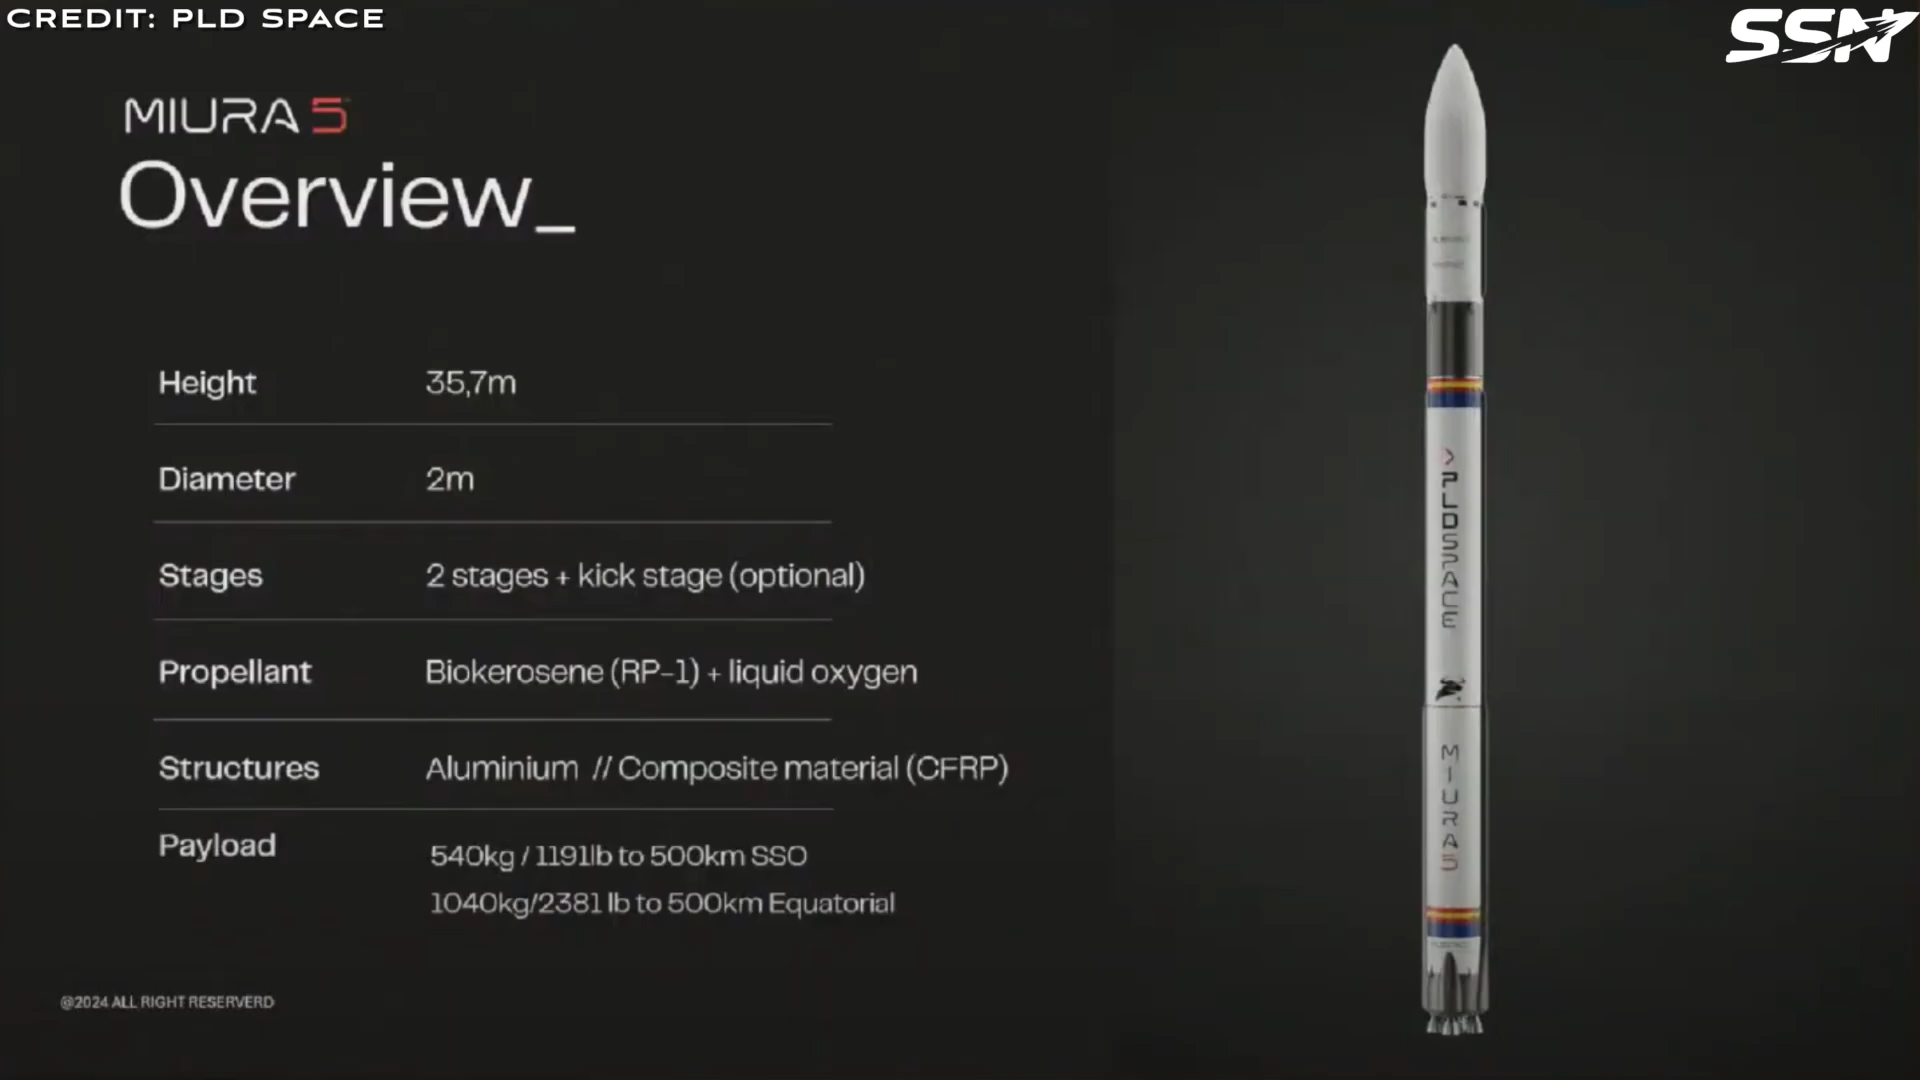 CREDIT: PLD SPACE
SSN
MIURA 5
Overview_
Height 35,7m
Diameter 2m
Stages 2 stages + kick stage (optional)
Propellant Biokerosene (RP-1) + liquid oxygen
Structures Aluminium // Composite material (CFRP)
Payload 540kg / 1191lb to 500km SSO
1040kg/2381 lb to 500km Equatorial
@2024 ALL RIGHT RESERVERD
PLDSPACE
MIURA5